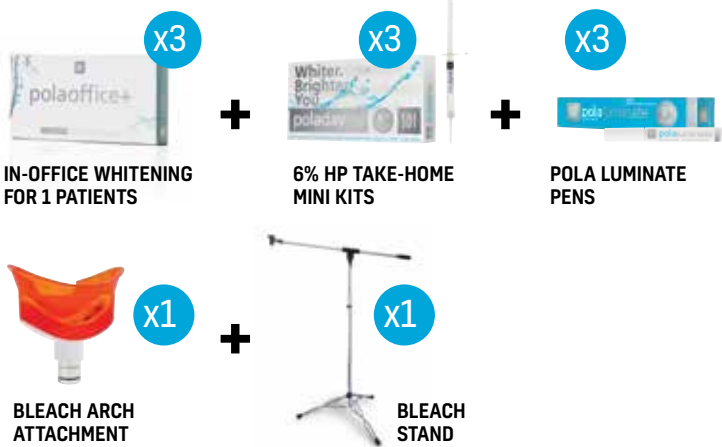 x3
x3
x3
polaoffice+
Whiter.
Brighter.
You
poladay
pola luminate
IN-OFFICE WHITENING
FOR 1 PATIENTS
6% HP TAKE-HOME
MINI KITS
POLA LUMINATE
PENS
x1
x1
BLEACH ARCH
ATTACHMENT
BLEACH
STAND